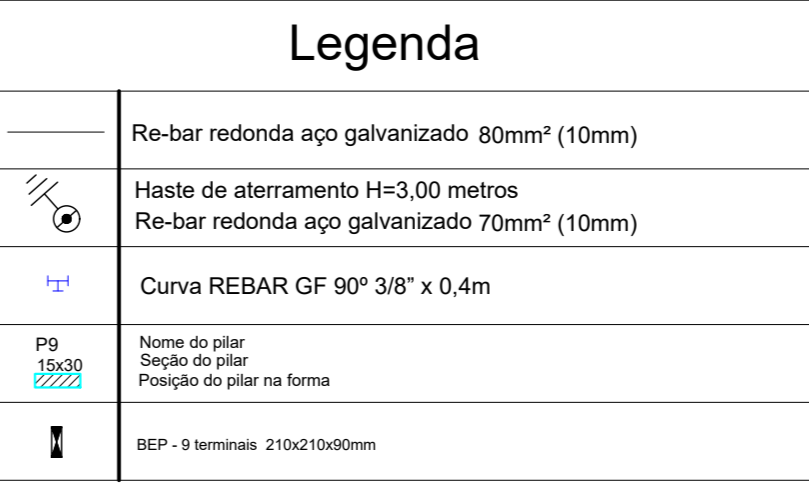 Legenda
Re-bar redonda aço galvanizado 80mm² (10mm)
Haste de aterramento H=3,00 metros
Re-bar redonda aço galvanizado 70mm² (10mm)
Curva REBAR GF 90º 3/8” x 0,4m
P9
15x30
Nome do pilar
Seção do pilar
Posição do pilar na forma
BEP - 9 terminais 210x210x90mm